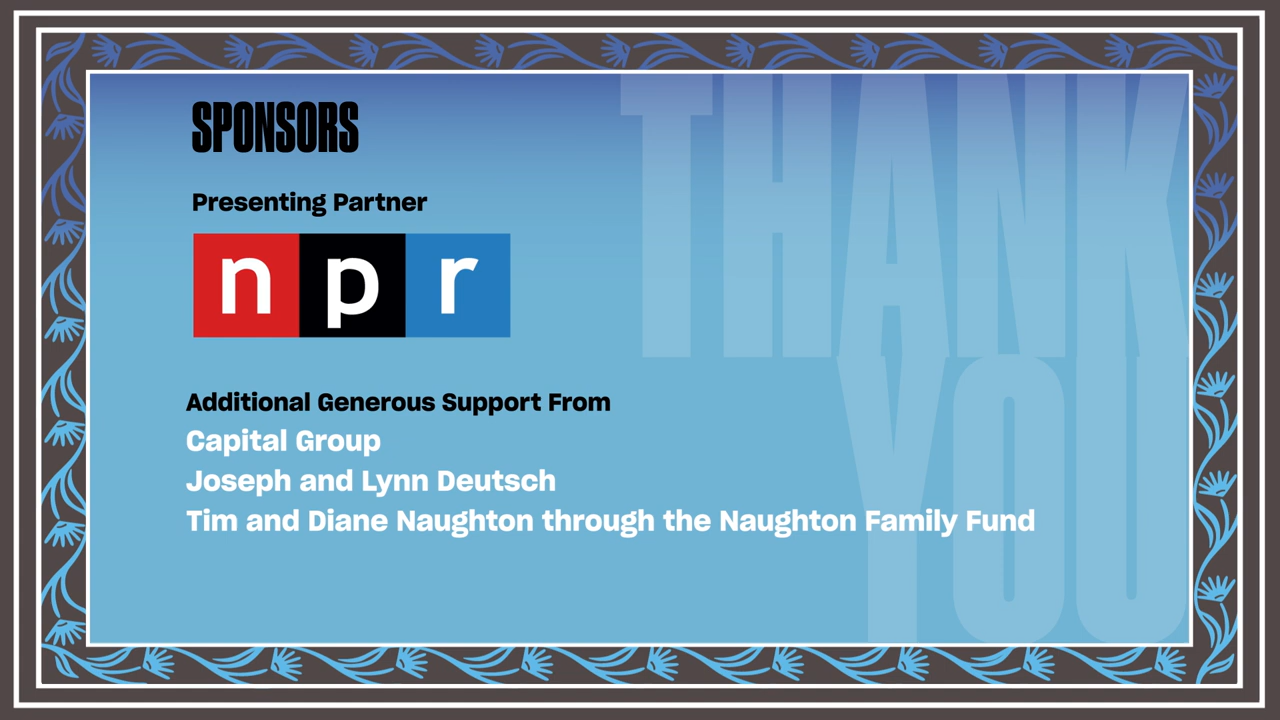 SPONSORS
Presenting Partner
npr
Additional Generous Support From
Capital Group
Joseph and Lynn Deutsch
Tim and Diane Naughton through the Naughton Family Fund
THANK
YOU